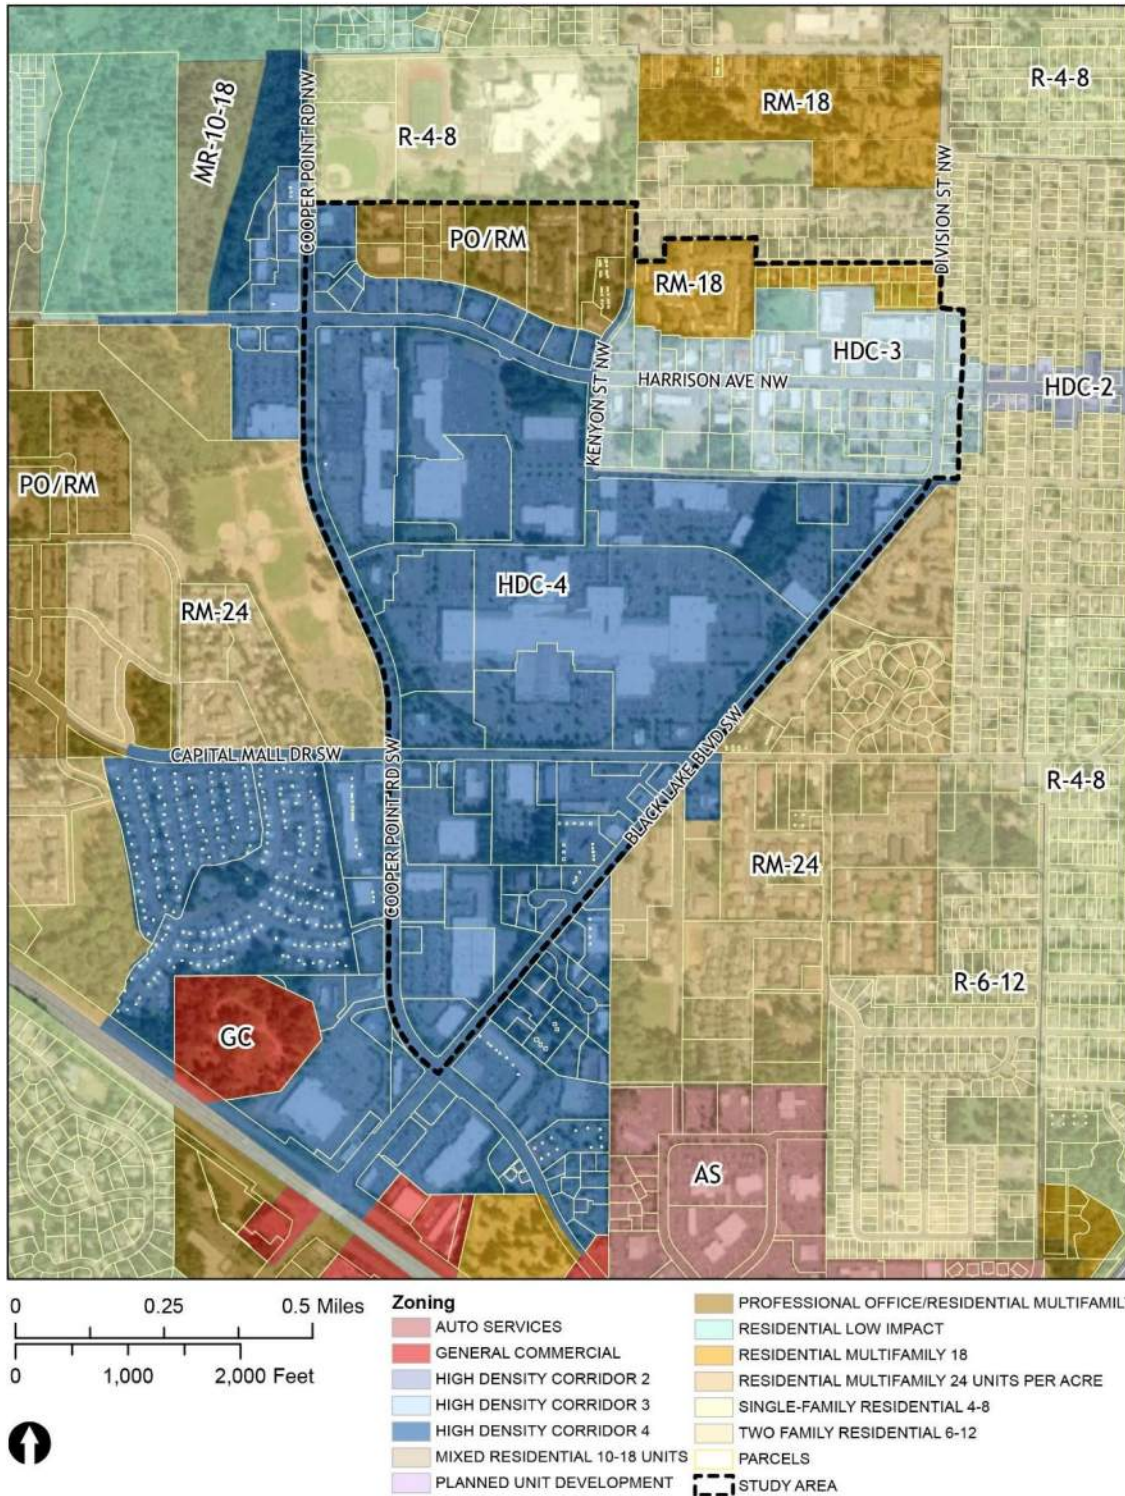 R-4-8
RM-18
R-4-8
MR-10-18
COOPER POINT RD NW
DIVISION ST NW
PO/RM
RM-18
HDC-3
HARRISON AVE NW
HDC-2
KENYON ST NW
PO/RM
HDC-4
RM-24
CAPITAL MALL DR SW
COOPER POINT RD SW
BLACK LAKE BLVD SW
R-4-8
RM-24
R-6-12
GC
AS
0 0.25 0.5 Miles
0 1,000 2,000 Feet
Zoning
AUTO SERVICES
GENERAL COMMERCIAL
HIGH DENSITY CORRIDOR 2
HIGH DENSITY CORRIDOR 3
HIGH DENSITY CORRIDOR 4
MIXED RESIDENTIAL 10-18 UNITS
PLANNED UNIT DEVELOPMENT
PROFESSIONAL OFFICE/RESIDENTIAL MULTIFAMIL
RESIDENTIAL LOW IMPACT
RESIDENTIAL MULTIFAMILY 18
RESIDENTIAL MULTIFAMILY 24 UNITS PER ACRE
SINGLE-FAMILY RESIDENTIAL 4-8
TWO FAMILY RESIDENTIAL 6-12
PARCELS
STUDY AREA